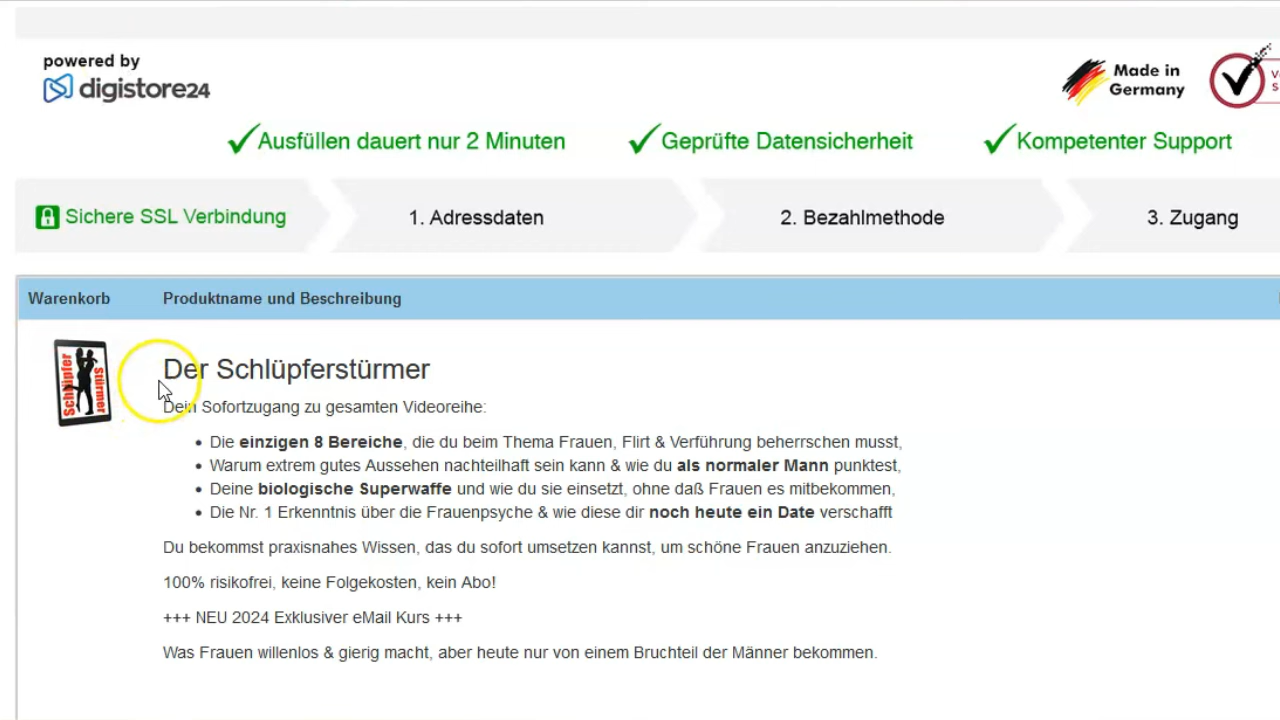 powered by
digistore24
Made in
Germany
Ausfüllen dauert nur 2 Minuten
Geprüfte Datensicherheit
Kompetenter Support
Sichere SSL Verbindung
1. Adressdaten
2. Bezahlmethode
3. Zugang
Warenkorb
Produktname und Beschreibung
Schlüpfer
Stürmer
Der Schlüpferstürmer
Dein Sofortzugang zu gesamten Videoreihe:
• Die einzigen 8 Bereiche, die du beim Thema Frauen, Flirt & Verführung beherrschen musst,
• Warum extrem gutes Aussehen nachteilhaft sein kann & wie du als normaler Mann punktest,
• Deine biologische Superwaffe und wie du sie einsetzt, ohne daß Frauen es mitbekommen,
• Die Nr. 1 Erkenntnis über die Frauenpsyche & wie diese dir noch heute ein Date verschafft
Du bekommst praxisnahes Wissen, das du sofort umsetzen kannst, um schöne Frauen anzuziehen.
100% risikofrei, keine Folgekosten, kein Abo!
+++ NEU 2024 Exklusiver eMail Kurs +++
Was Frauen willenlos & gierig macht, aber heute nur von einem Bruchteil der Männer bekommen.